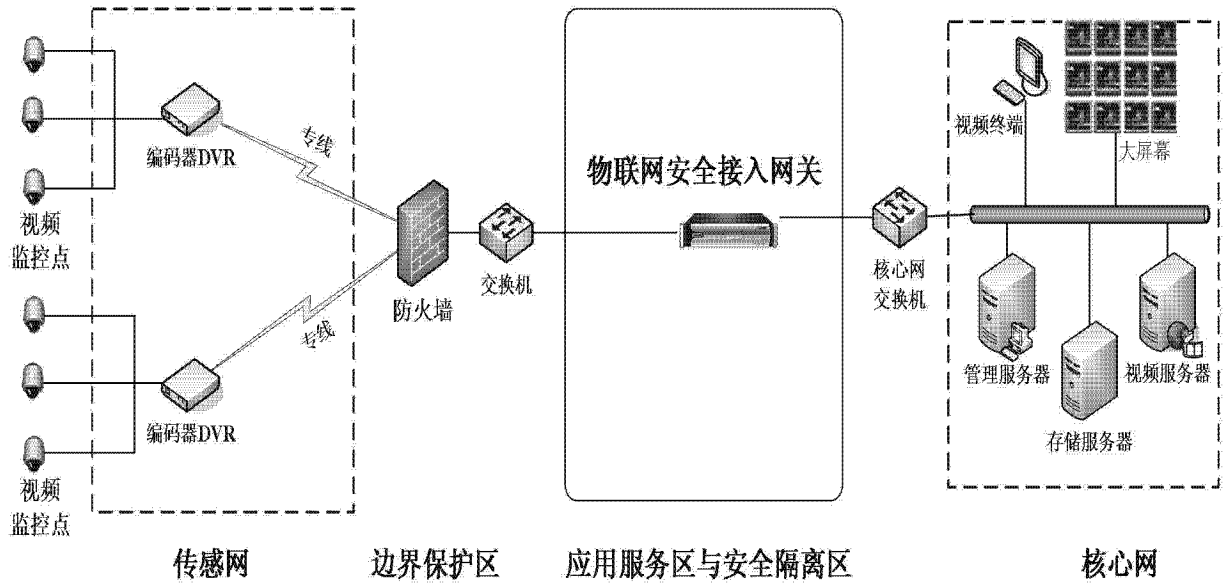 视频终端
大屏幕
编码器DVR
专线
物联网安全接入网关
视频
监控点
防火墙
交换机
核心网
交换机
专线
管理服务器
视频服务器
编码器DVR
存储服务器
视频
监控点
传感网
边界保护区
应用服务区与安全隔离区
核心网